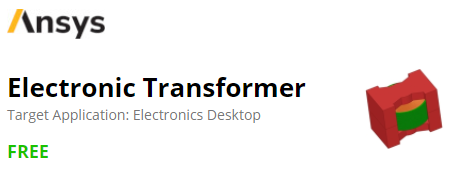 Ansys
Electronic Transformer
Target Application: Electronics Desktop
FREE